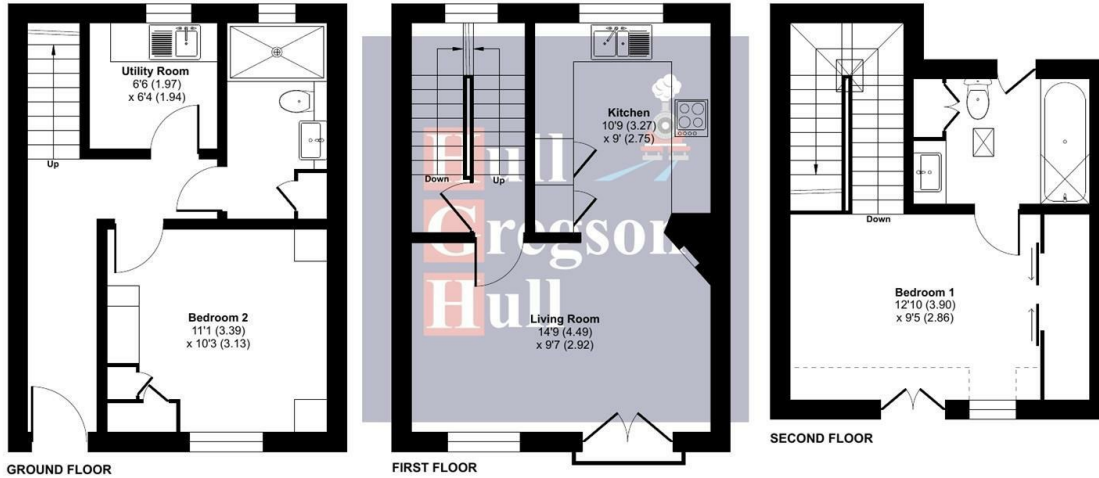 Utility Room
6'6 (1.97)
x 6'4 (1.94)
Up
Bedroom 2
11'1 (3.39)
x 10'3 (3.13)
GROUND FLOOR
Kitchen
10'9 (3.27)
x 9' (2.75)
Down
Up
Hull
Gregson
Hull
Living Room
14'9 (4.49)
x 9'7 (2.92)
FIRST FLOOR
Down
Bedroom 1
12'10 (3.90)
x 9'5 (2.86)
SECOND FLOOR